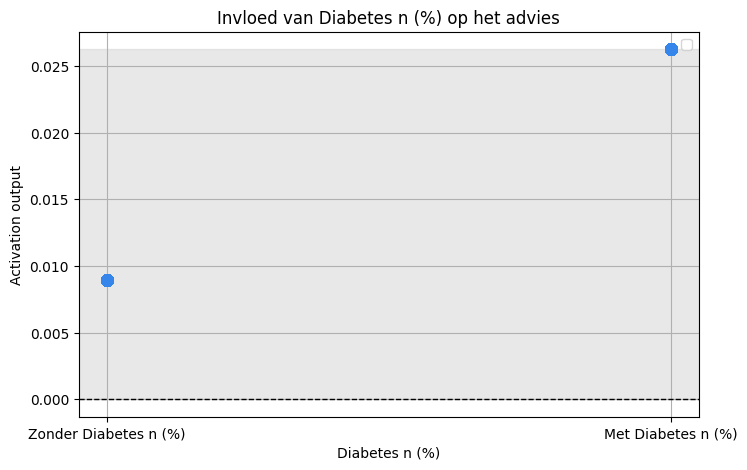 Invloed van Diabetes n (%) op het advies
0.025
0.020
0.015
0.010
0.005
0.000
Activation output
Zonder Diabetes n (%) Met Diabetes n (%)
Diabetes n (%)